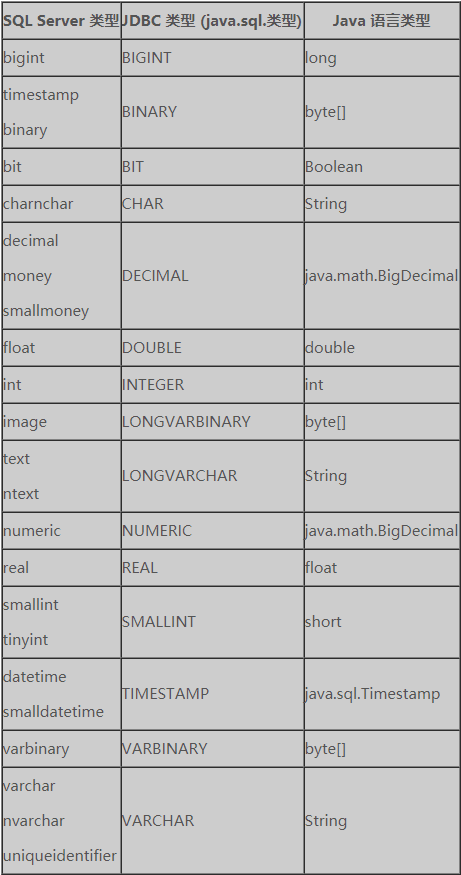 SQL Server 类型 JDBC 类型 (java.sql.类型) Java 语言类型
bigint BIGINT long
timestamp
binary BINARY byte[]
bit BIT Boolean
charnchar CHAR String
decimal
money DECIMAL java.math.BigDecimal
smallmoney
float DOUBLE double
int INTEGER int
image LONGVARBINARY byte[]
text
ntext LONGVARCHAR String
numeric NUMERIC java.math.BigDecimal
real REAL float
smallint
tinyint SMALLINT short
datetime
smalldatetime TIMESTAMP java.sql.Timestamp
varbinary VARBINARY byte[]
varchar
nvarchar VARCHAR String
uniqueidentifier